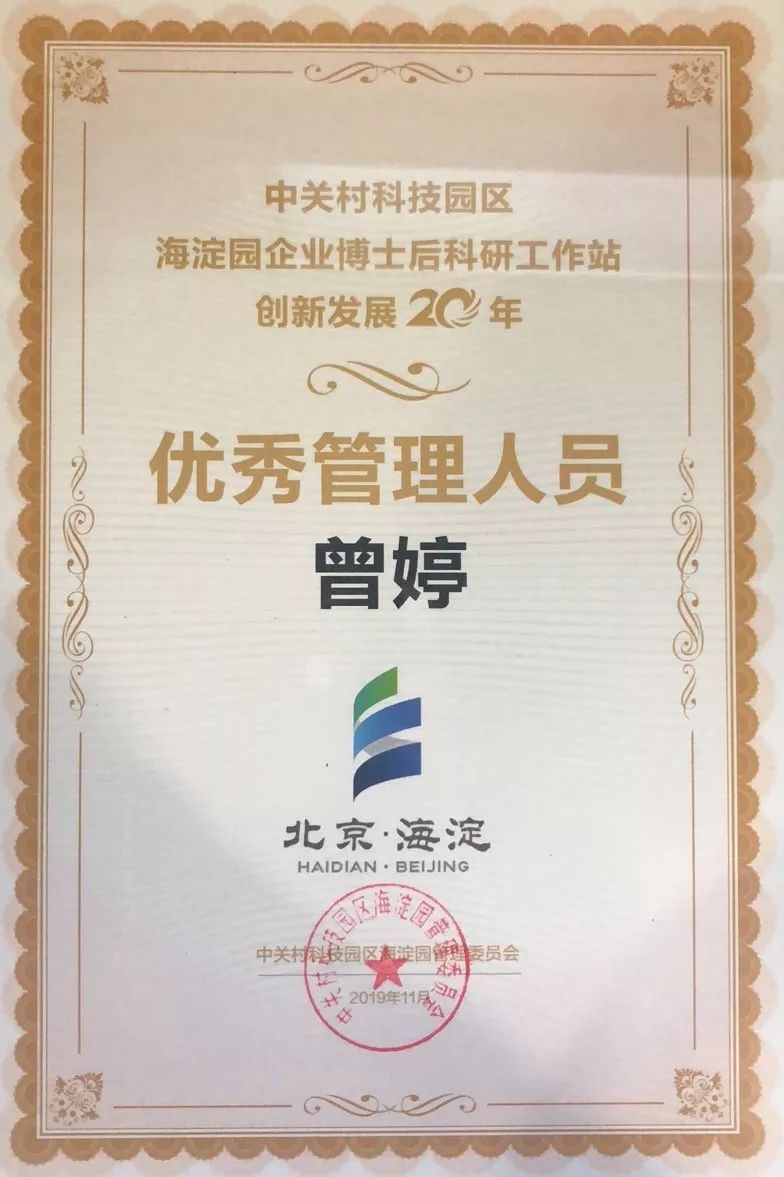 中关村科技园区
海淀园企业博士后科研工作站
创新发展20年
优秀管理人员
曾婷
北京·海淀
HAIDIAN · BEIJING
中关村科技园区海淀园管理委员会
中关村科技园区海淀园管理委员会
2019年11月